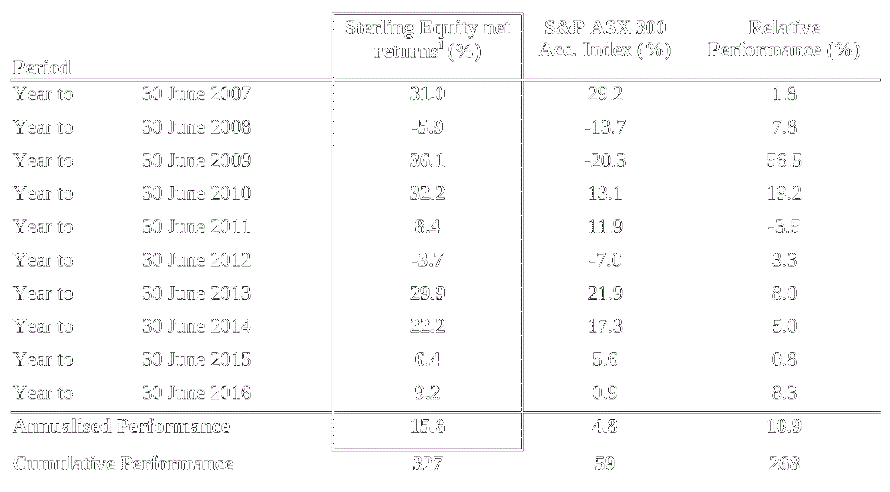 Sterling Equity net S&P ASX 300 Relative
returns¹ (%) Acc. Index (%) Performance (%)
Period
Year to 30 June 2007 31.0 29.2 1.8
Year to 30 June 2008 -5.9 -13.7 7.8
Year to 30 June 2009 36.1 -20.3 56.5
Year to 30 June 2010 32.2 13.1 19.2
Year to 30 June 2011 8.4 11.9 -3.5
Year to 30 June 2012 -3.7 -7.0 3.3
Year to 30 June 2013 29.9 21.9 8.0
Year to 30 June 2014 22.2 17.3 5.0
Year to 30 June 2015 6.4 5.6 0.8
Year to 30 June 2016 9.2 0.9 8.3
Annualised Performance 15.6 4.8 10.9
Cumulative Performance 327 59 268